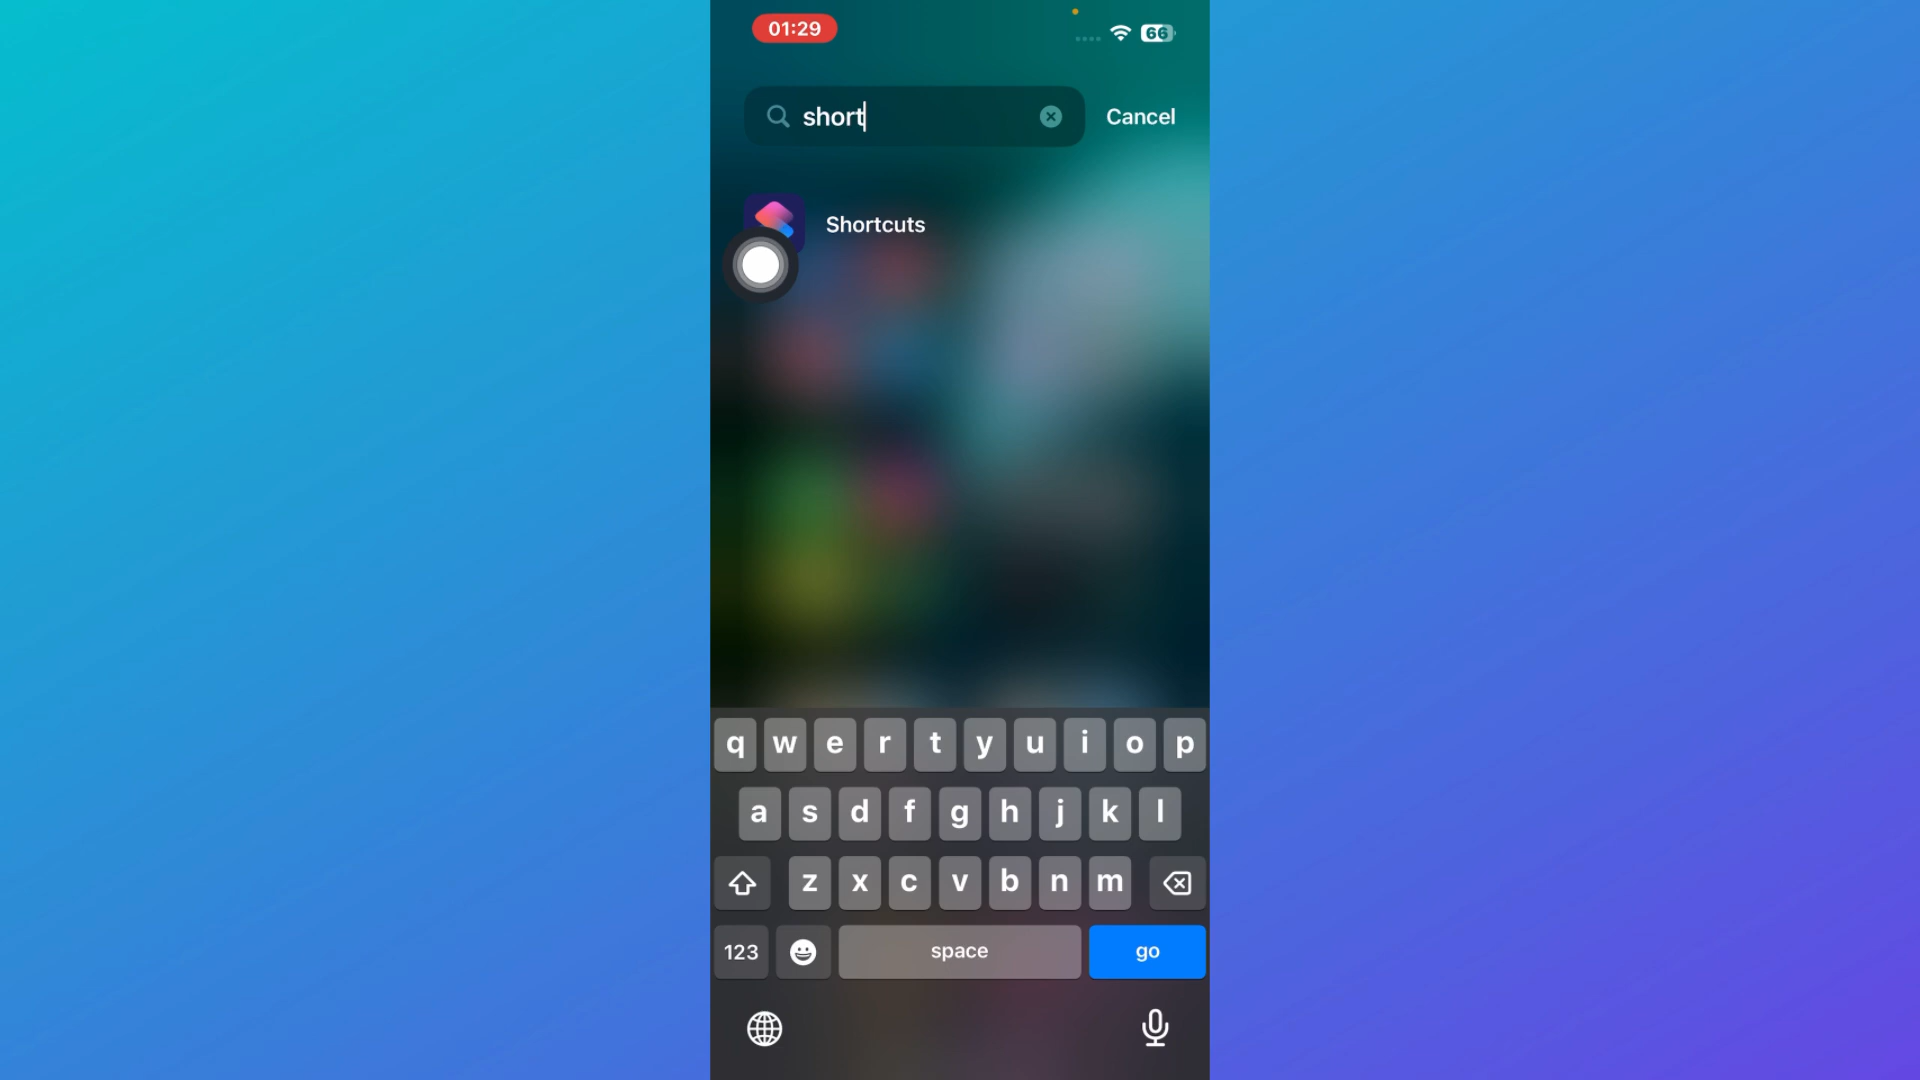 01:29
66
short
Cancel
Shortcuts
q w e r t y u i o p
a s d f g h j k l
z x c v b n m
123 space go